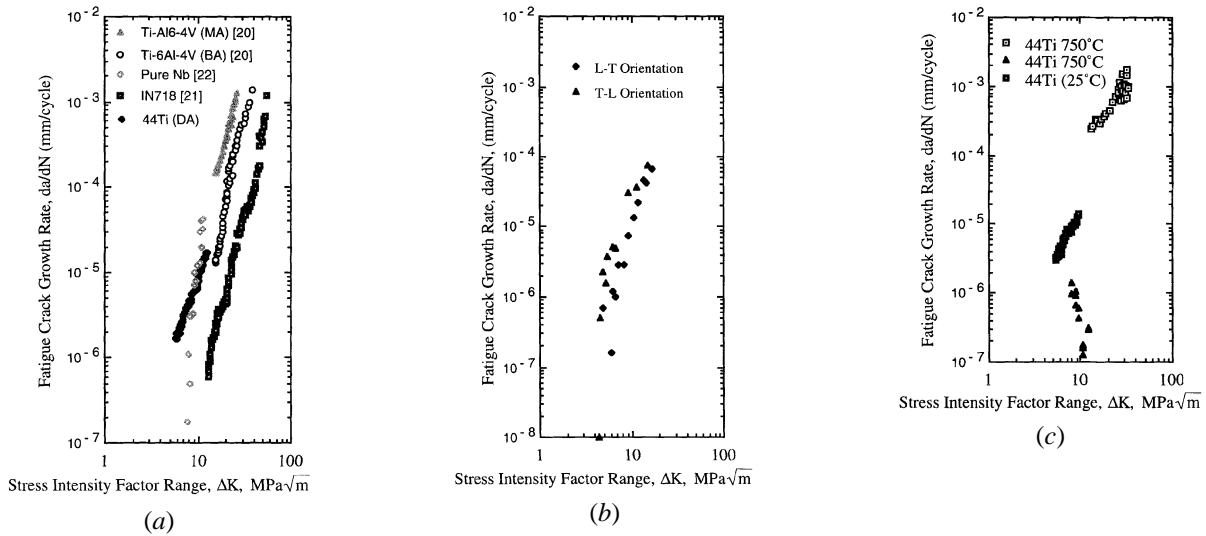 10⁻²
10⁻³
10⁻⁴
10⁻⁵
10⁻⁶
10⁻⁷
Fatigue Crack Growth Rate, da/dN (mm/cycle)
Ti-Al6-4V (MA) [20]
Ti-6Al-4V (BA) [20]
Pure Nb [22]
IN718 [21]
44Ti (DA)
1 10 100
Stress Intensity Factor Range, ΔK, MPa√m
(a)
10⁻²
10⁻³
10⁻⁴
10⁻⁵
10⁻⁶
10⁻⁷
10⁻⁸
Fatigue Crack Growth Rate, da/dN, (mm/cycle)
L-T Orientation
T-L Orientation
1 10 100
Stress Intensity Factor Range, ΔK, MPa√m
(b)
10⁻²
10⁻³
10⁻⁴
10⁻⁵
10⁻⁶
10⁻⁷
Fatigue Crack Growth Rate, da/dN (mm/cycle)
44Ti 750°C
44Ti 750°C
44Ti (25°C)
1 10 100
Stress Intensity Factor Range, ΔK, MPa√m
(c)